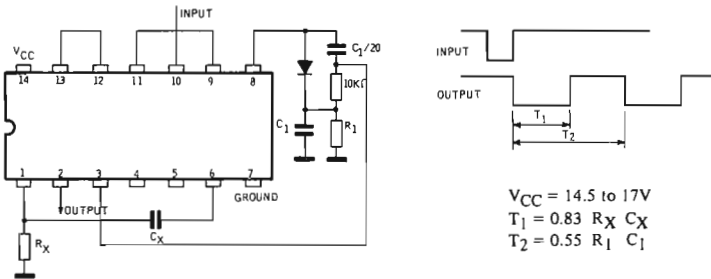 INPUT
VCC
C1/20
14 13 12 11 10 9 8
10KΩ
C1
R1
1 2 3 4 5 6 7
GROUND
OUTPUT
CX
RX
INPUT
OUTPUT
T1
T2
VCC = 14.5 to 17V
T1 = 0.83 RX CX
T2 = 0.55 R1 C1